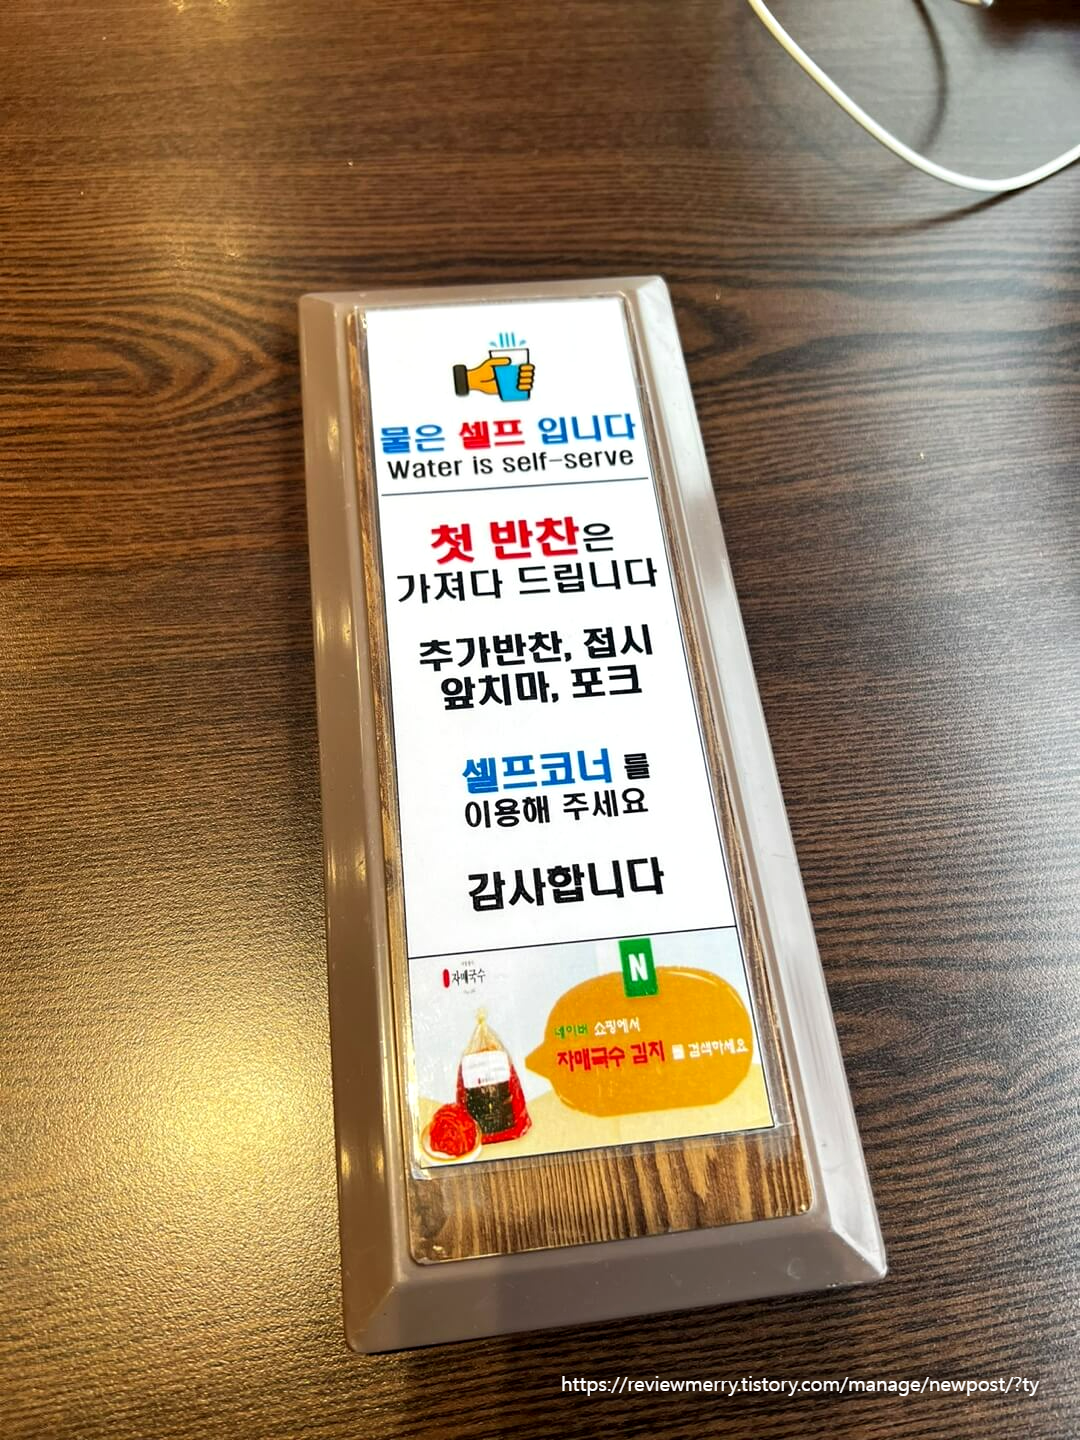 물은 셀프 입니다
Water is self-serve
첫 반찬은
가져다 드립니다
추가반찬, 접시
앞치마, 포크
셀프코너 를
이용해 주세요
감사합니다
자매국수
N
네이버 쇼핑에서
자매국수 김치 를 검색하세요
https://reviewmerry.tistory.com/manage/newpost/?ty